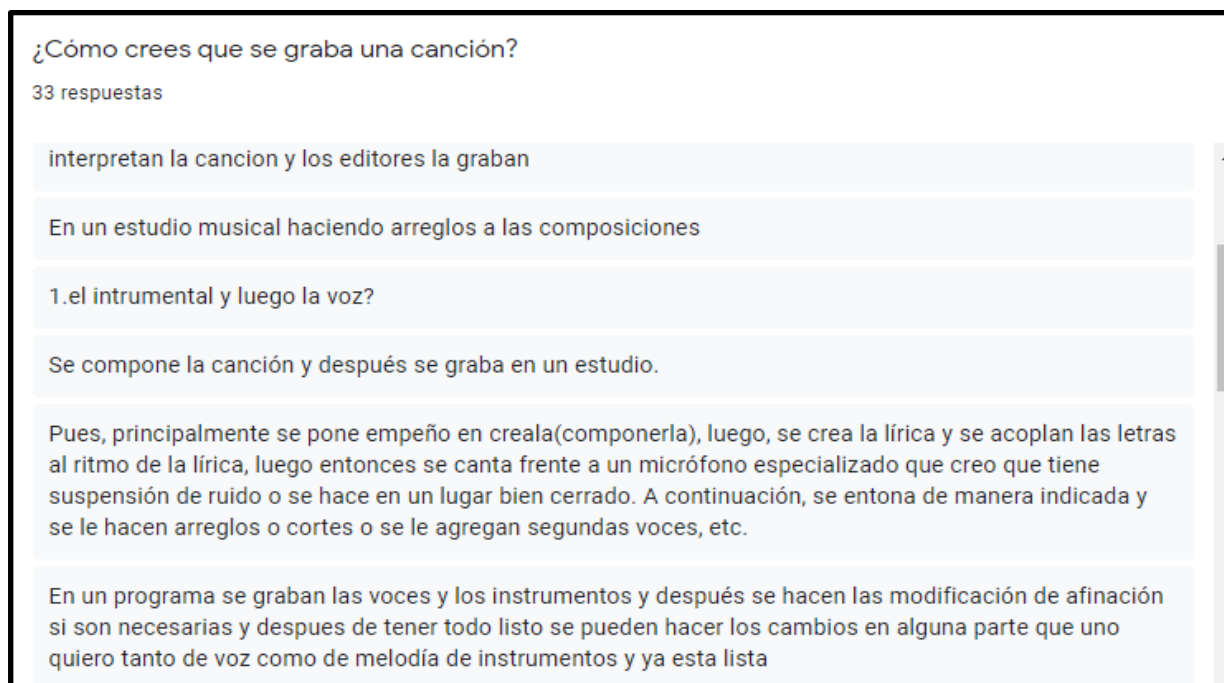 ¿Cómo crees que se graba una canción?
33 respuestas
interpretan la cancion y los editores la graban
En un estudio musical haciendo arreglos a las composiciones
1.el intrumental y luego la voz?
Se compone la canción y después se graba en un estudio.
Pues, principalmente se pone empeño en creala(componerla), luego, se crea la lírica y se acoplan las letras
al ritmo de la lírica, luego entonces se canta frente a un micrófono especializado que creo que tiene
suspensión de ruido o se hace en un lugar bien cerrado. A continuación, se entona de manera indicada y
se le hacen arreglos o cortes o se le agregan segundas voces, etc.
En un programa se graban las voces y los instrumentos y después se hacen las modificación de afinación
si son necesarias y despues de tener todo listo se pueden hacer los cambios en alguna parte que uno
quiero tanto de voz como de melodía de instrumentos y ya esta lista